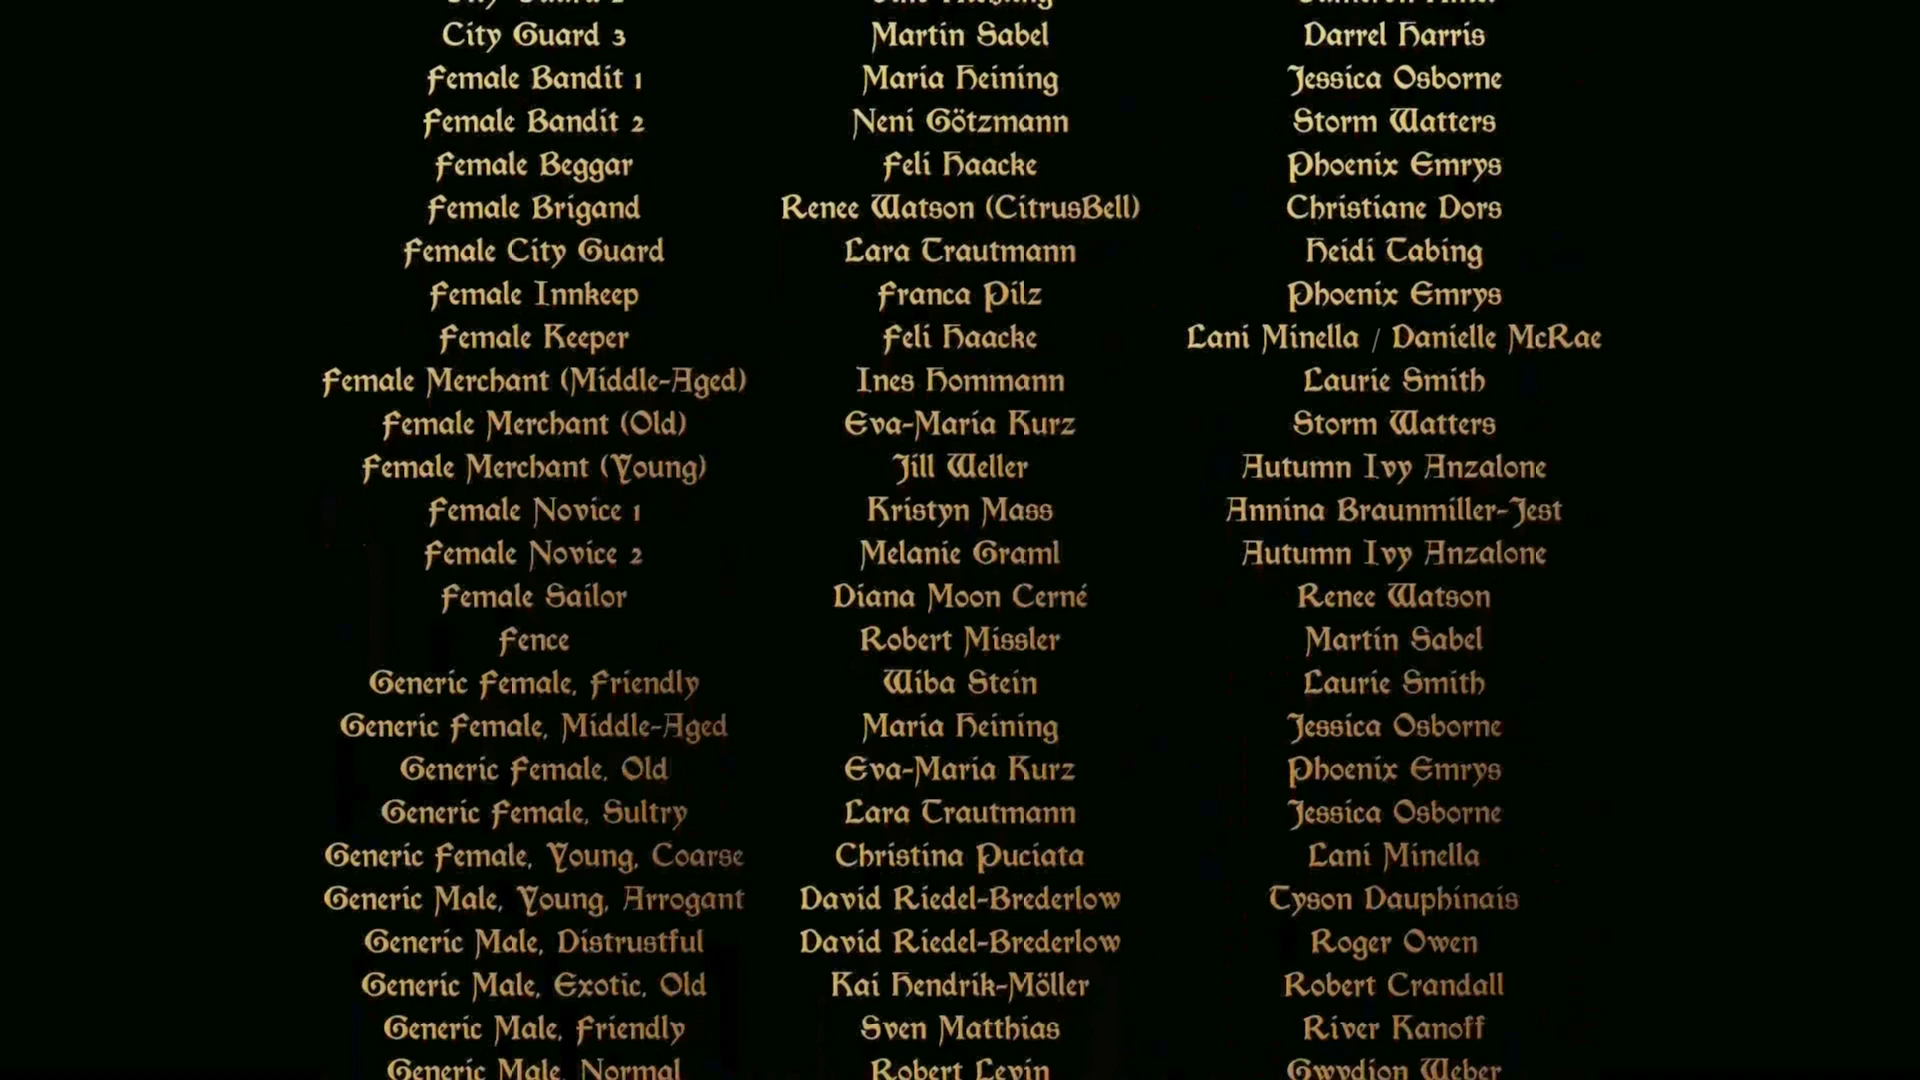 City Guard 3 Martin Sabel Darrel Harris
Female Bandit 1 Maria Heining Jessica Osborne
Female Bandit 2 Neni Götzmann Storm Watters
Female Beggar Feli Haacke Phoenix Emrys
Female Brigand Renee Watson (CitrusBell) Christiane Dors
Female City Guard Lara Trautmann Heidi Tabing
Female Innkeep Franca Pilz Phoenix Emrys
Female Keeper Feli Haacke Lani Minella / Danielle McRae
Female Merchant (Middle-Aged) Ines Hommann Laurie Smith
Female Merchant (Old) Eva-Maria Kurz Storm Watters
Female Merchant (Young) Jill Weller Autumn Ivy Anzalone
Female Novice 1 Kristyn Mass Annina Braunmiller-Jest
Female Novice 2 Melanie Graml Autumn Ivy Anzalone
Female Sailor Diana Moon Cerné Renee Watson
Fence Robert Missler Martin Sabel
Generic Female, Friendly Wiba Stein Laurie Smith
Generic Female, Middle-Aged Maria Heining Jessica Osborne
Generic Female, Old Eva-Maria Kurz Phoenix Emrys
Generic Female, Sultry Lara Trautmann Jessica Osborne
Generic Female, Young, Coarse Christina Puciata Lani Minella
Generic Male, Young, Arrogant David Riedel-Brederlow Tyson Dauphinais
Generic Male, Distrustful David Riedel-Brederlow Roger Owen
Generic Male, Exotic, Old Kai Hendrik-Möller Robert Crandall
Generic Male, Friendly Sven Matthias River Kanoff
Generic Male, Normal Robert Levin Gwydion Weber